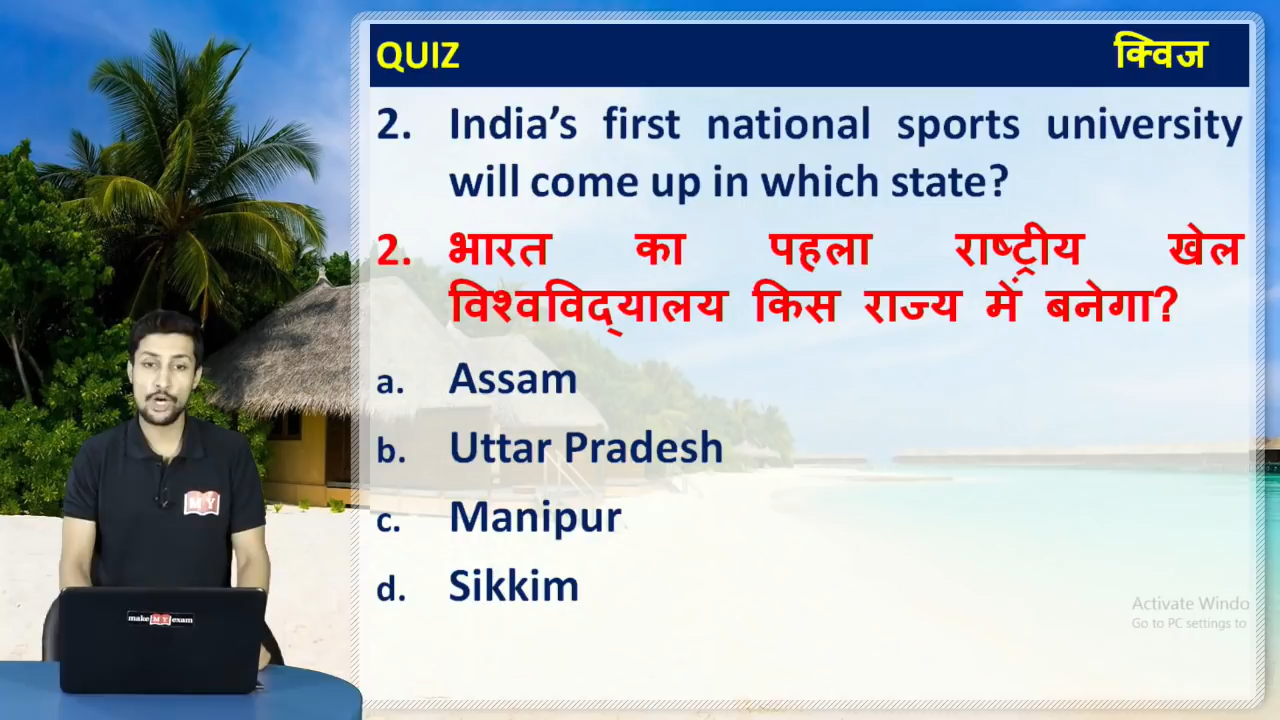 QUIZ क्विज
2. India's first national sports university
will come up in which state?
2. भारत का पहला राष्ट्रीय खेल
विश्वविद्यालय किस राज्य में बनेगा?
a. Assam
b. Uttar Pradesh
c. Manipur
d. Sikkim
Activate Windo
Go to PC settings to
MY
make MY exam